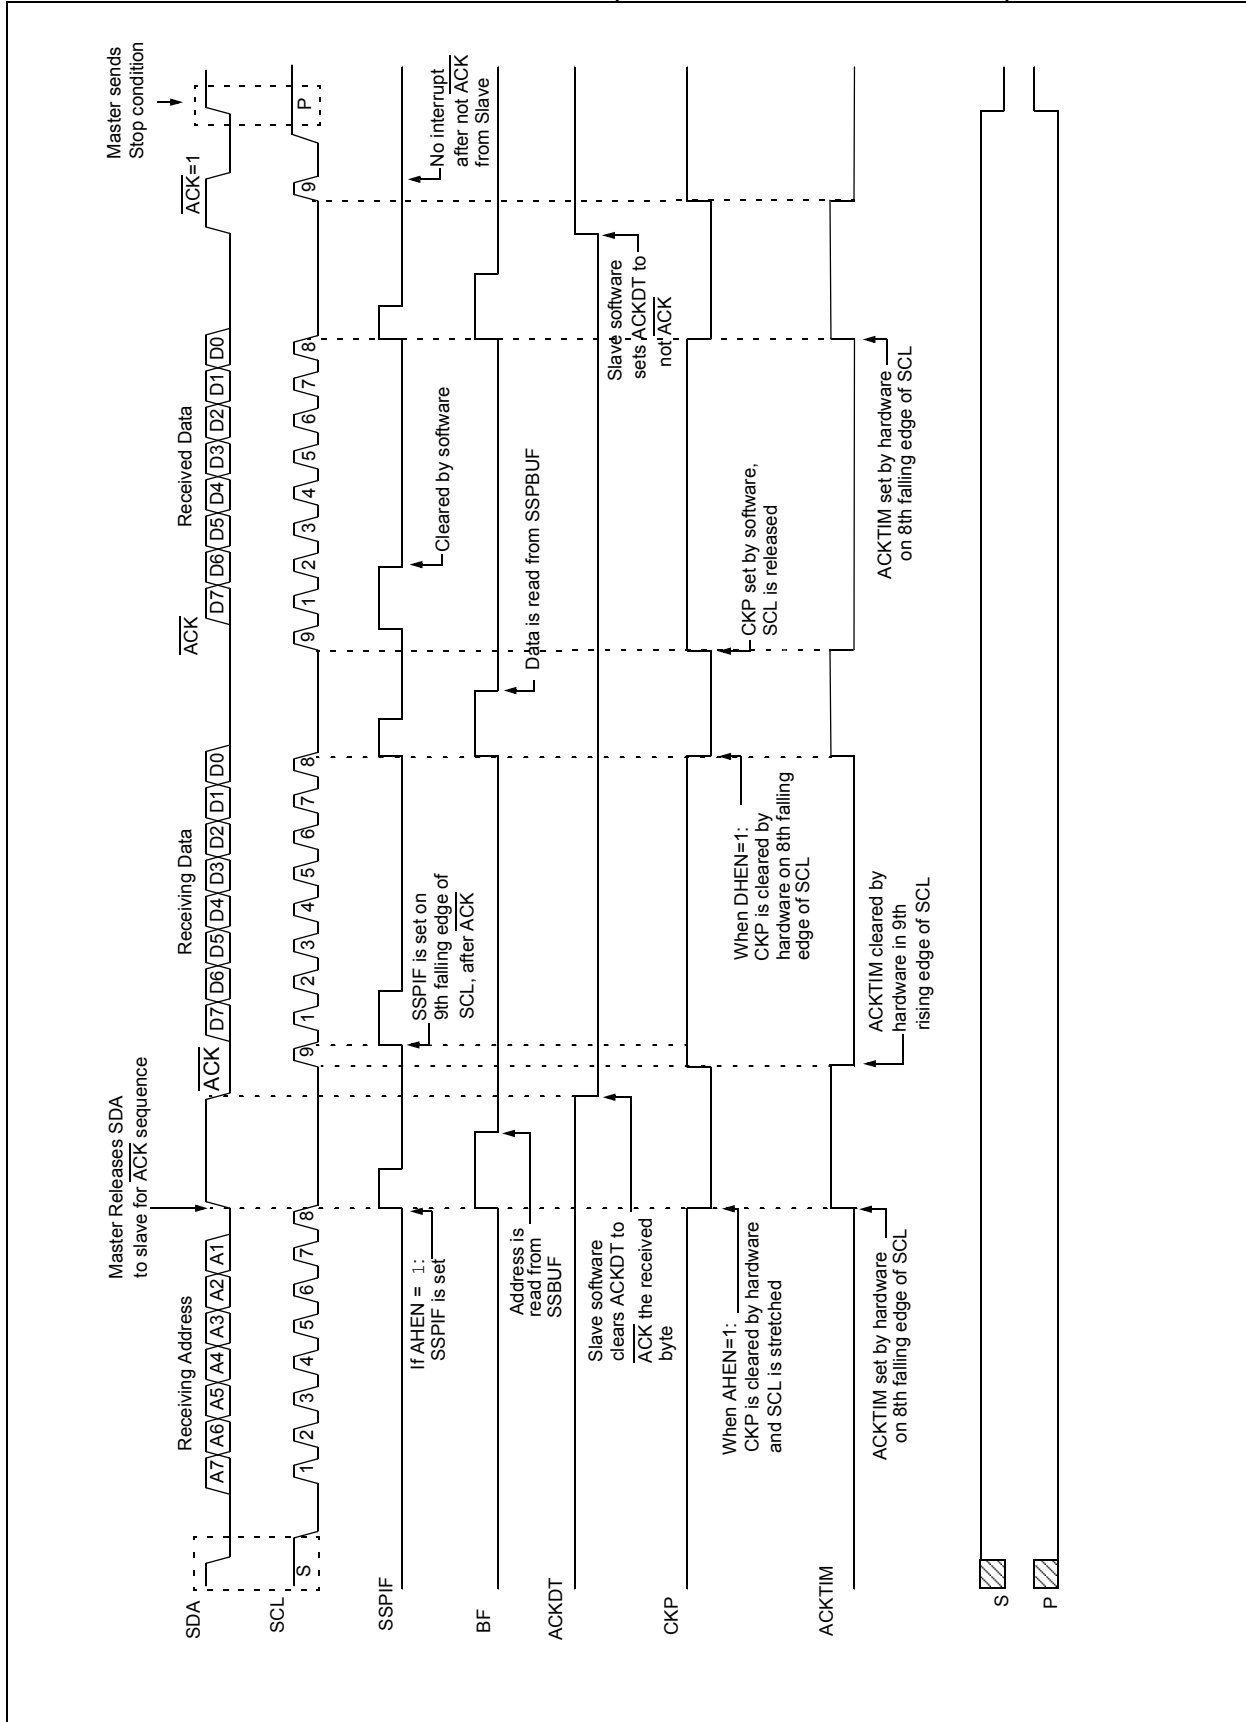 Master Releases SDA
to slave for ACK sequence
Master sends
Stop condition
Receiving Address
Receiving Data
Received Data
ACK
ACK
ACK=1
SDA
A7 A6 A5 A4 A3 A2 A1
D7 D6 D5 D4 D3 D2 D1 D0
D7 D6 D5 D4 D3 D2 D1 D0
SCL
S
1 2 3 4 5 6 7 8
9
1 2 3 4 5 6 7 8
9
1 2 3 4 5 6 7 8
9
P
SSPIF
If AHEN = 1:
SSPIF is set
SSPIF is set on
9th falling edge of
SCL, after ACK
Cleared by software
No interrupt
after not ACK
from Slave
BF
Address is
read from
SSBUF
Data is read from SSPBUF
ACKDT
Slave software
clears ACKDT to
ACK the received
byte
Slave software
sets ACKDT to
not ACK
CKP
When AHEN=1:
CKP is cleared by hardware
and SCL is stretched
When DHEN=1:
CKP is cleared by
hardware on 8th falling
edge of SCL
CKP set by software,
SCL is released
ACKTIM
ACKTIM set by hardware
on 8th falling edge of SCL
ACKTIM cleared by
hardware in 9th
rising edge of SCL
ACKTIM set by hardware
on 8th falling edge of SCL
S
P